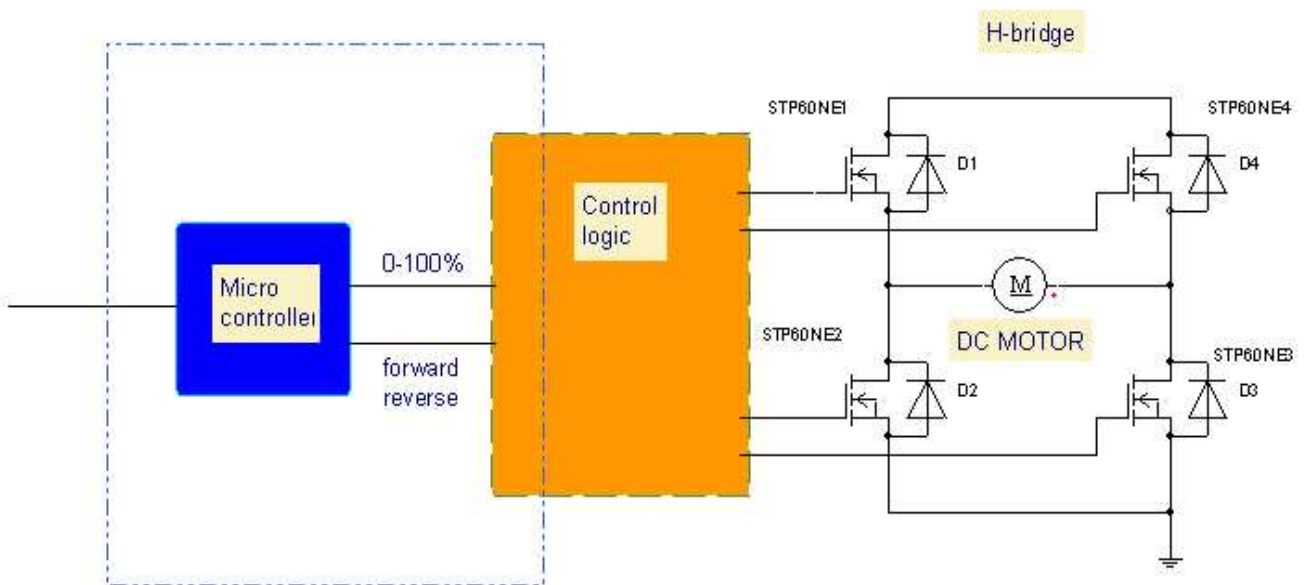 H-bridge
STP60NE1
STP60NE4
D1
D4
Control
logic
0-100%
Micro
controller
M
STP60NE2
DC MOTOR
STP60NE3
forward
reverse
D2
D3